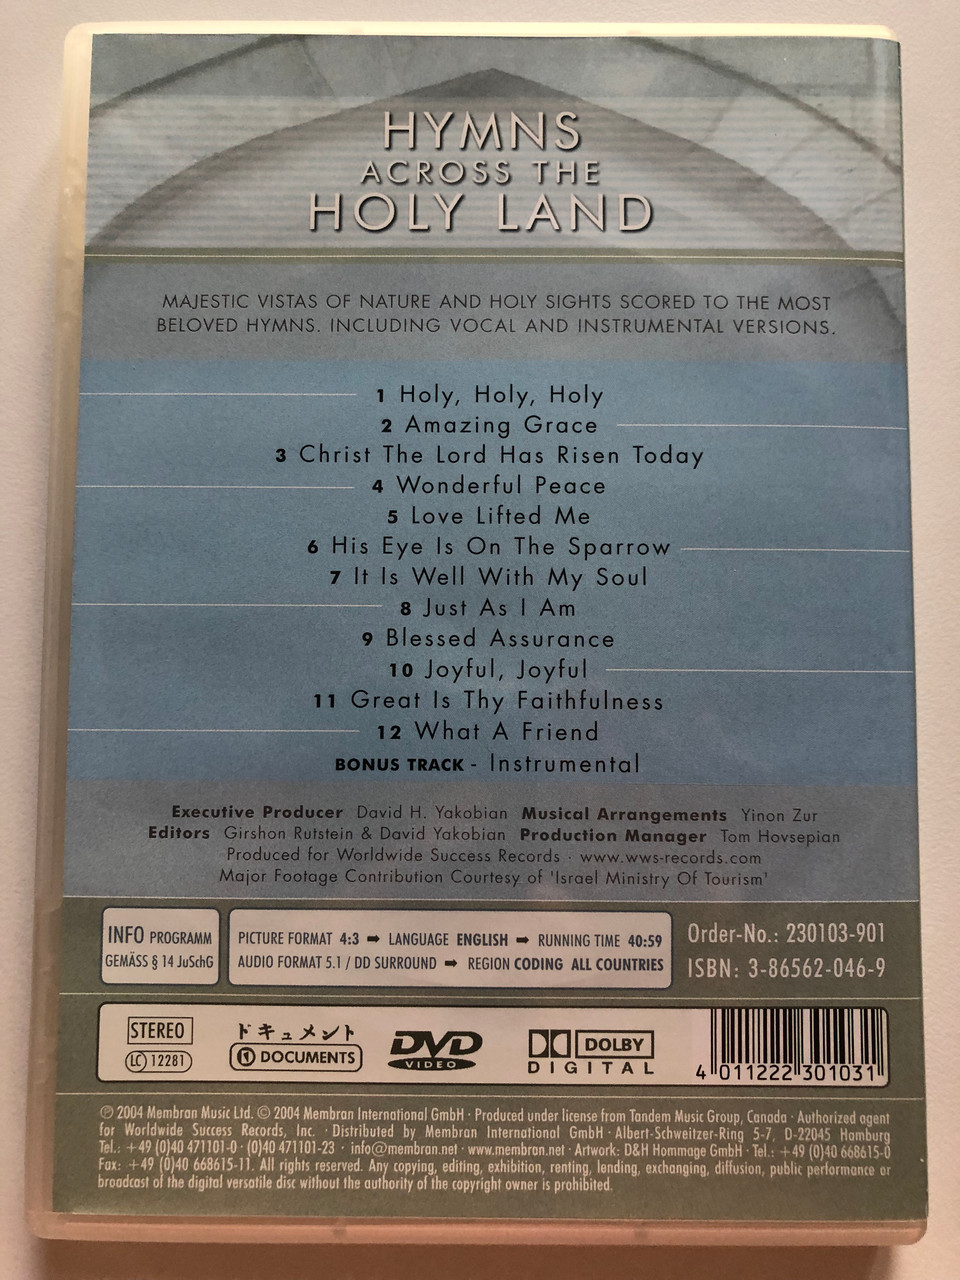 HYMNS
ACROSS THE
HOLY LAND
MAJESTIC VISTAS OF NATURE AND HOLY SIGHTS SCORED TO THE MOST
BELOVED HYMNS. INCLUDING VOCAL AND INSTRUMENTAL VERSIONS.
1 Holy, Holy, Holy
2 Amazing Grace
3 Christ The Lord Has Risen Today
4 Wonderful Peace
5 Love Lifted Me
6 His Eye Is On The Sparrow
7 It Is Well With My Soul
8 Just As I Am
9 Blessed Assurance
10 Joyful, Joyful
11 Great Is Thy Faithfulness
12 What A Friend
BONUS TRACK - Instrumental
Executive Producer David H. Yakobian Musical Arrangements Yinon Zur
Editors Girshon Rutstein & David Yakobian Production Manager Tom Hovsepian
Produced for Worldwide Success Records · www.wws-records.com
Major Footage Contribution Courtesy of 'Israel Ministry Of Tourism'
INFO PROGRAMM
GEMÄSS § 14 JuSchG
PICTURE FORMAT 4:3 ➡ LANGUAGE ENGLISH ➡ RUNNING TIME 40:59
AUDIO FORMAT 5.1 / DD SURROUND ➡ REGION CODING ALL COUNTRIES
Order-No.: 230103-901
ISBN: 3-86562-046-9
STEREO
LC 12281
ドキュメント
DOCUMENTS
DVD
VIDEO
DOLBY
DIGITAL
4 011222 301031
℗ 2004 Membran Music Ltd. © 2004 Membran International GmbH · Produced under license from Tandem Music Group, Canada · Authorized agent
for Worldwide Success Records, Inc. · Distributed by Membran International GmbH · Albert-Schweitzer-Ring 5-7, D-22045 Hamburg
Tel.: +49 (0)40 471101-0 · (0)40 471101-23 · info@membran.net · www.membran.net · Artwork: D&H Hommage GmbH · Tel.: +49 (0)40 668615-0
Fax: +49 (0)40 668615-11. All rights reserved. Any copying, editing, exhibition, renting, lending, exchanging, diffusion, public performance or
broadcast of the digital versatile disc without the authority of the copyright owner is prohibited.